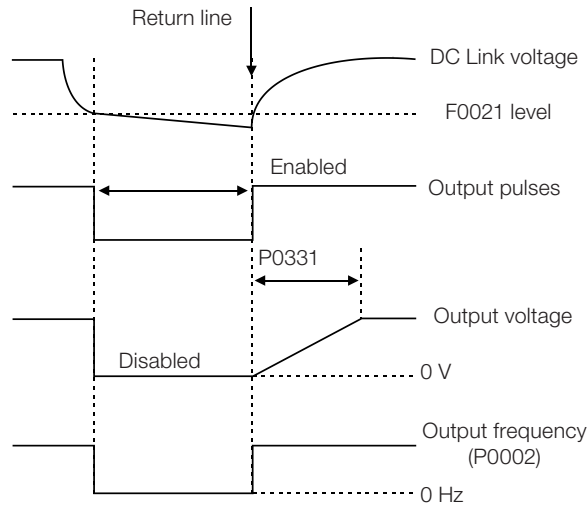 Return line
DC Link voltage
F0021 level
Enabled
Output pulses
P0331
Output voltage
Disabled
0 V
Output frequency
(P0002)
0 Hz